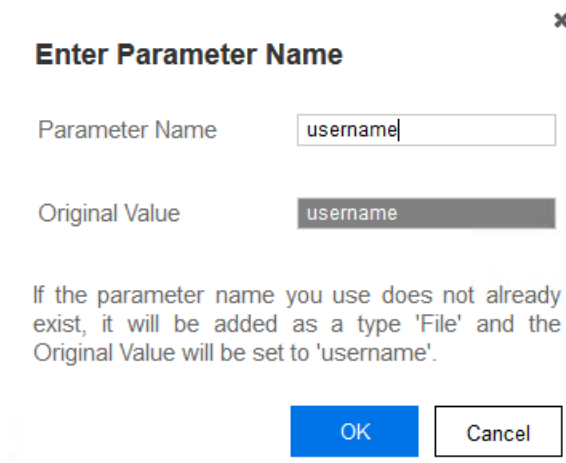 Enter Parameter Name
Parameter Name username
Original Value username
If the parameter name you use does not already
exist, it will be added as a type 'File' and the
Original Value will be set to 'username'.
OK Cancel